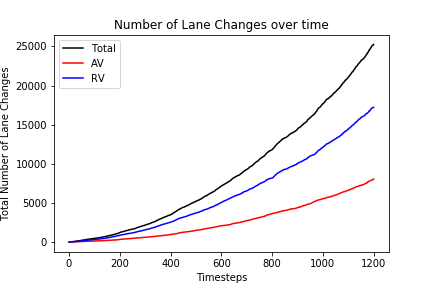 Number of Lane Changes over time
Total
AV
RV
Total Number of Lane Changes
25000
20000
15000
10000
5000
0
0 200 400 600 800 1000 1200
Timesteps